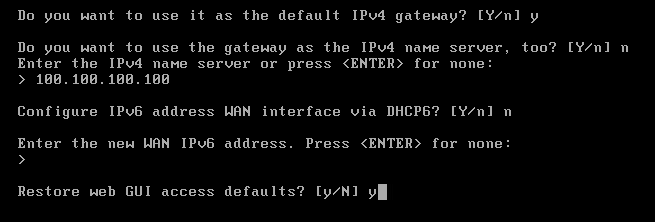 Do you want to use it as the default IPv4 gateway? [Y/n] y
Do you want to use the gateway as the IPv4 name server, too? [Y/n] n
Enter the IPv4 name server or press <ENTER> for none:
> 100.100.100.100
Configure IPv6 address WAN interface via DHCP6? [Y/n] n
Enter the new WAN IPv6 address. Press <ENTER> for none:
>
Restore web GUI access defaults? [y/N] y